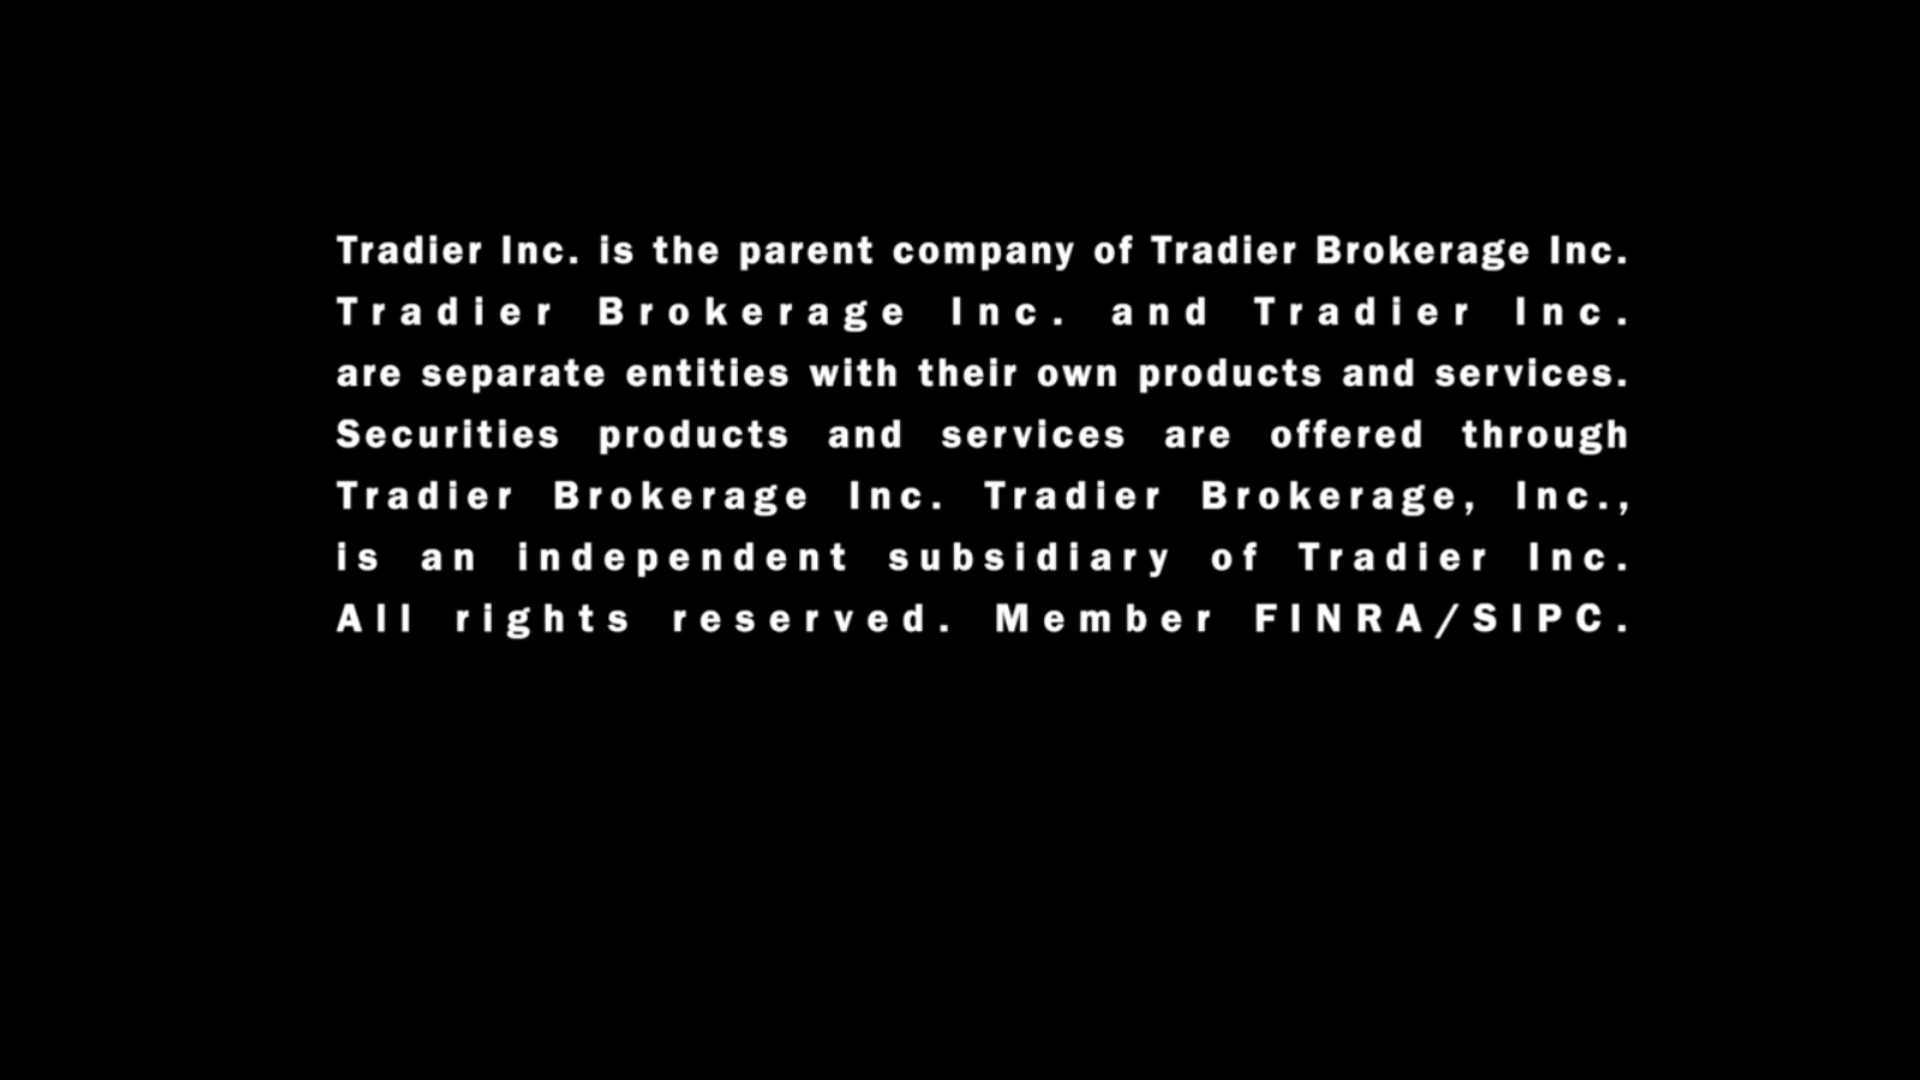 Tradier Inc. is the parent company of Tradier Brokerage Inc.
Tradier Brokerage Inc. and Tradier Inc.
are separate entities with their own products and services.
Securities products and services are offered through
Tradier Brokerage Inc. Tradier Brokerage, Inc.,
is an independent subsidiary of Tradier Inc.
All rights reserved. Member FINRA/SIPC.